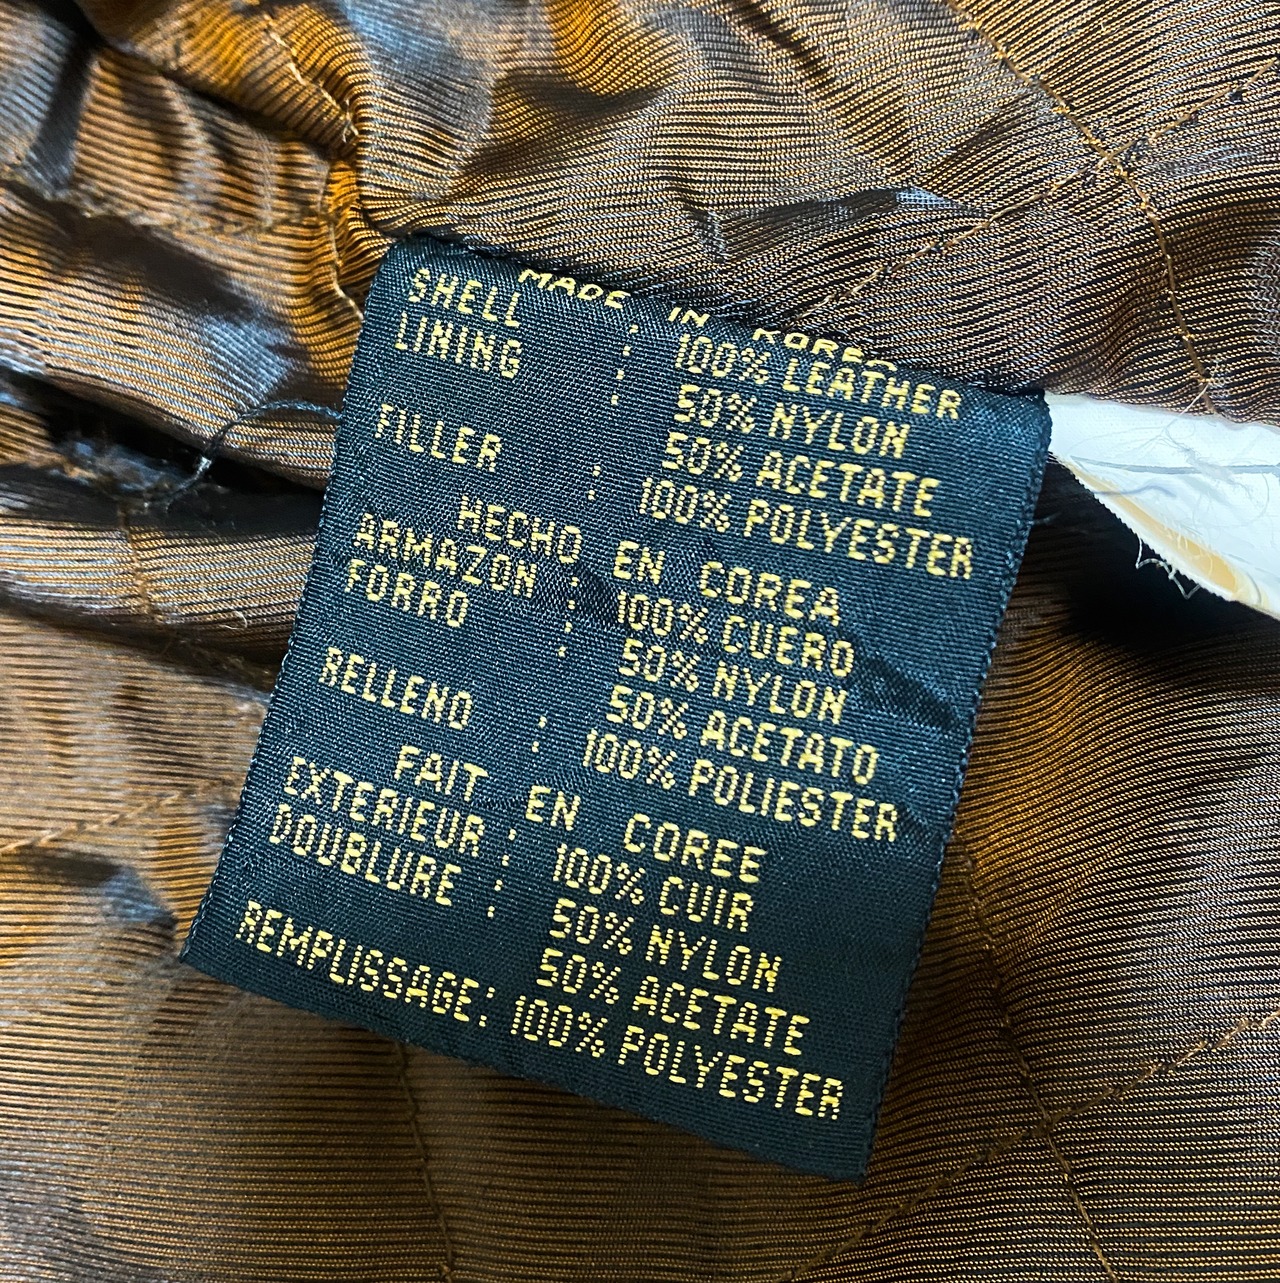 MADE IN KOREA
SHELL : 100% LEATHER
LINING : 50% NYLON
50% ACETATE
FILLER : 100% POLYESTER
HECHO EN COREA
ARMAZON : 100% CUERO
FORRO : 50% NYLON
50% ACETATO
RELLENO : 100% POLIESTER
FAIT EN COREE
EXTERIEUR : 100% CUIR
DOUBLURE : 50% NYLON
50% ACETATE
REMPLISSAGE: 100% POLYESTER